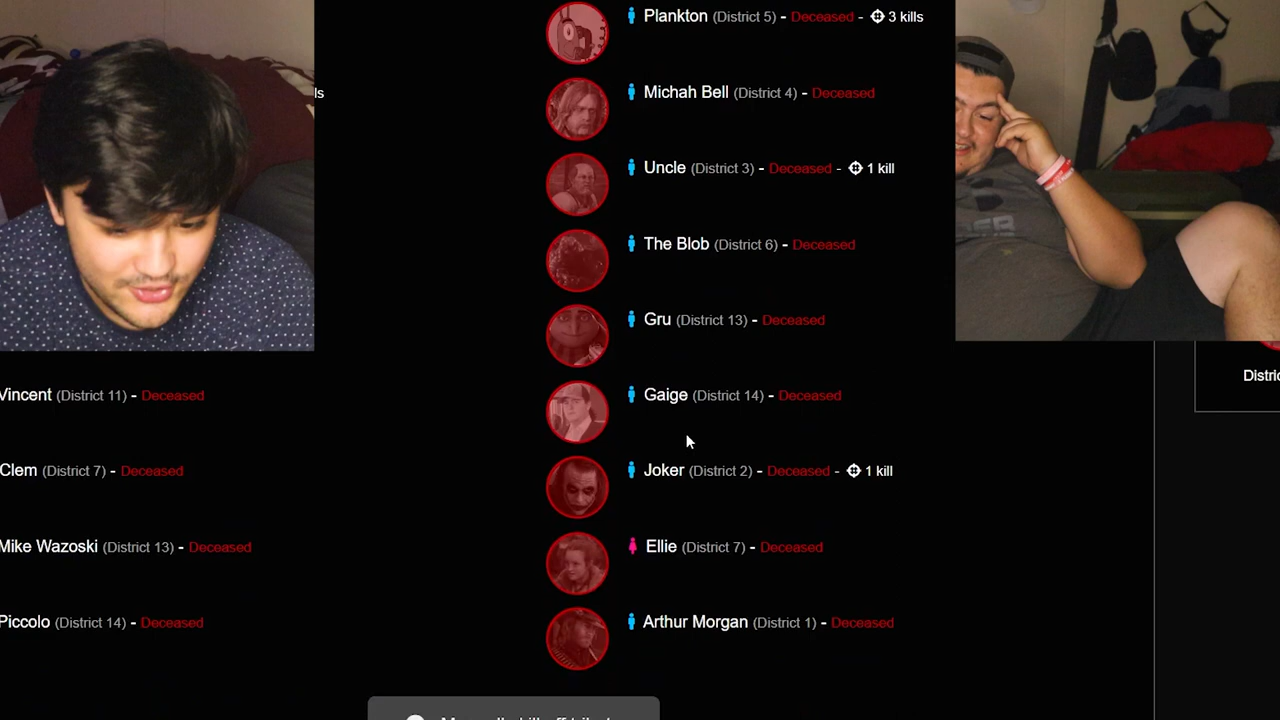 Plankton (District 5) - Deceased - 3 kills
ls
Michah Bell (District 4) - Deceased
Uncle (District 3) - Deceased - 1 kill
The Blob (District 6) - Deceased
Gru (District 13) - Deceased
Distric
Vincent (District 11) - Deceased
Gaige (District 14) - Deceased
Clem (District 7) - Deceased
Joker (District 2) - Deceased - 1 kill
Mike Wazoski (District 13) - Deceased
Ellie (District 7) - Deceased
Piccolo (District 14) - Deceased
Arthur Morgan (District 1) - Deceased